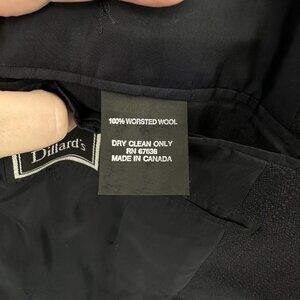 100% WORSTED WOOL
DRY CLEAN ONLY
RN 67636
MADE IN CANADA
Dillard's